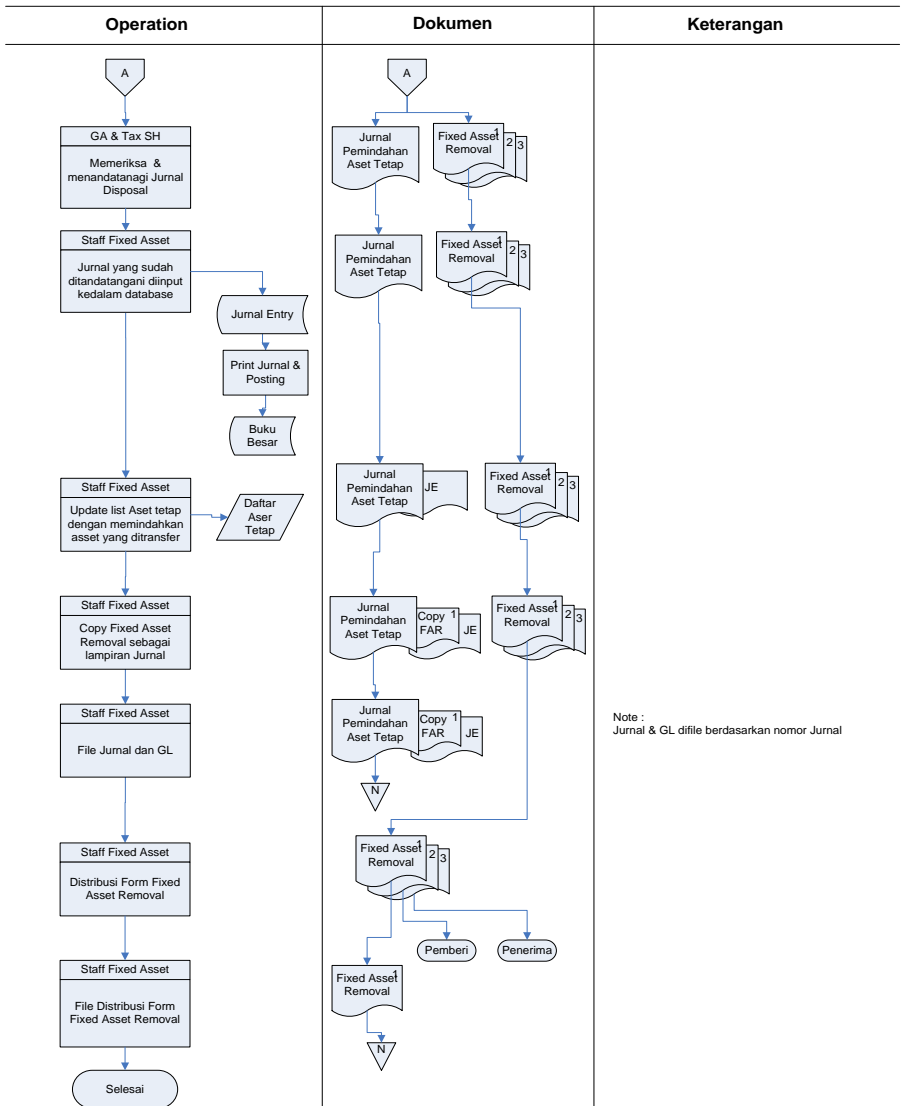 Operation
Dokumen
Keterangan
A
GA & Tax SH
Memeriksa &
menandatanagi Jurnal
Disposal
Staff Fixed Asset
Jurnal yang sudah
ditandatangani diinput
kedalam database
Jurnal Entry
Print Jurnal &
Posting
Buku
Besar
Staff Fixed Asset
Update list Aset tetap
dengan memindahkan
asset yang ditransfer
Daftar
Aser
Tetap
Staff Fixed Asset
Copy Fixed Asset
Removal sebagai
lampiran Jurnal
Staff Fixed Asset
File Jurnal dan GL
Staff Fixed Asset
Distribusi Form Fixed
Asset Removal
Staff Fixed Asset
File Distribusi Form
Fixed Asset Removal
Selesai
A
Jurnal
Pemindahan
Aset Tetap
Fixed Asset
Removal
1
2
3
Jurnal
Pemindahan
Aset Tetap
Fixed Asset
Removal
1
2
3
Jurnal
Pemindahan
Aset Tetap
JE
Fixed Asset
Removal
1
2
3
Jurnal
Pemindahan
Aset Tetap
Copy 1
FAR
JE
Fixed Asset
Removal
1
2
3
Jurnal
Pemindahan
Aset Tetap
Copy 1
FAR
JE
N
Fixed Asset
Removal
1
2
3
Pemberi
Penerima
Fixed Asset
Removal
1
N
Note :
Jurnal & GL difile berdasarkan nomor Jurnal